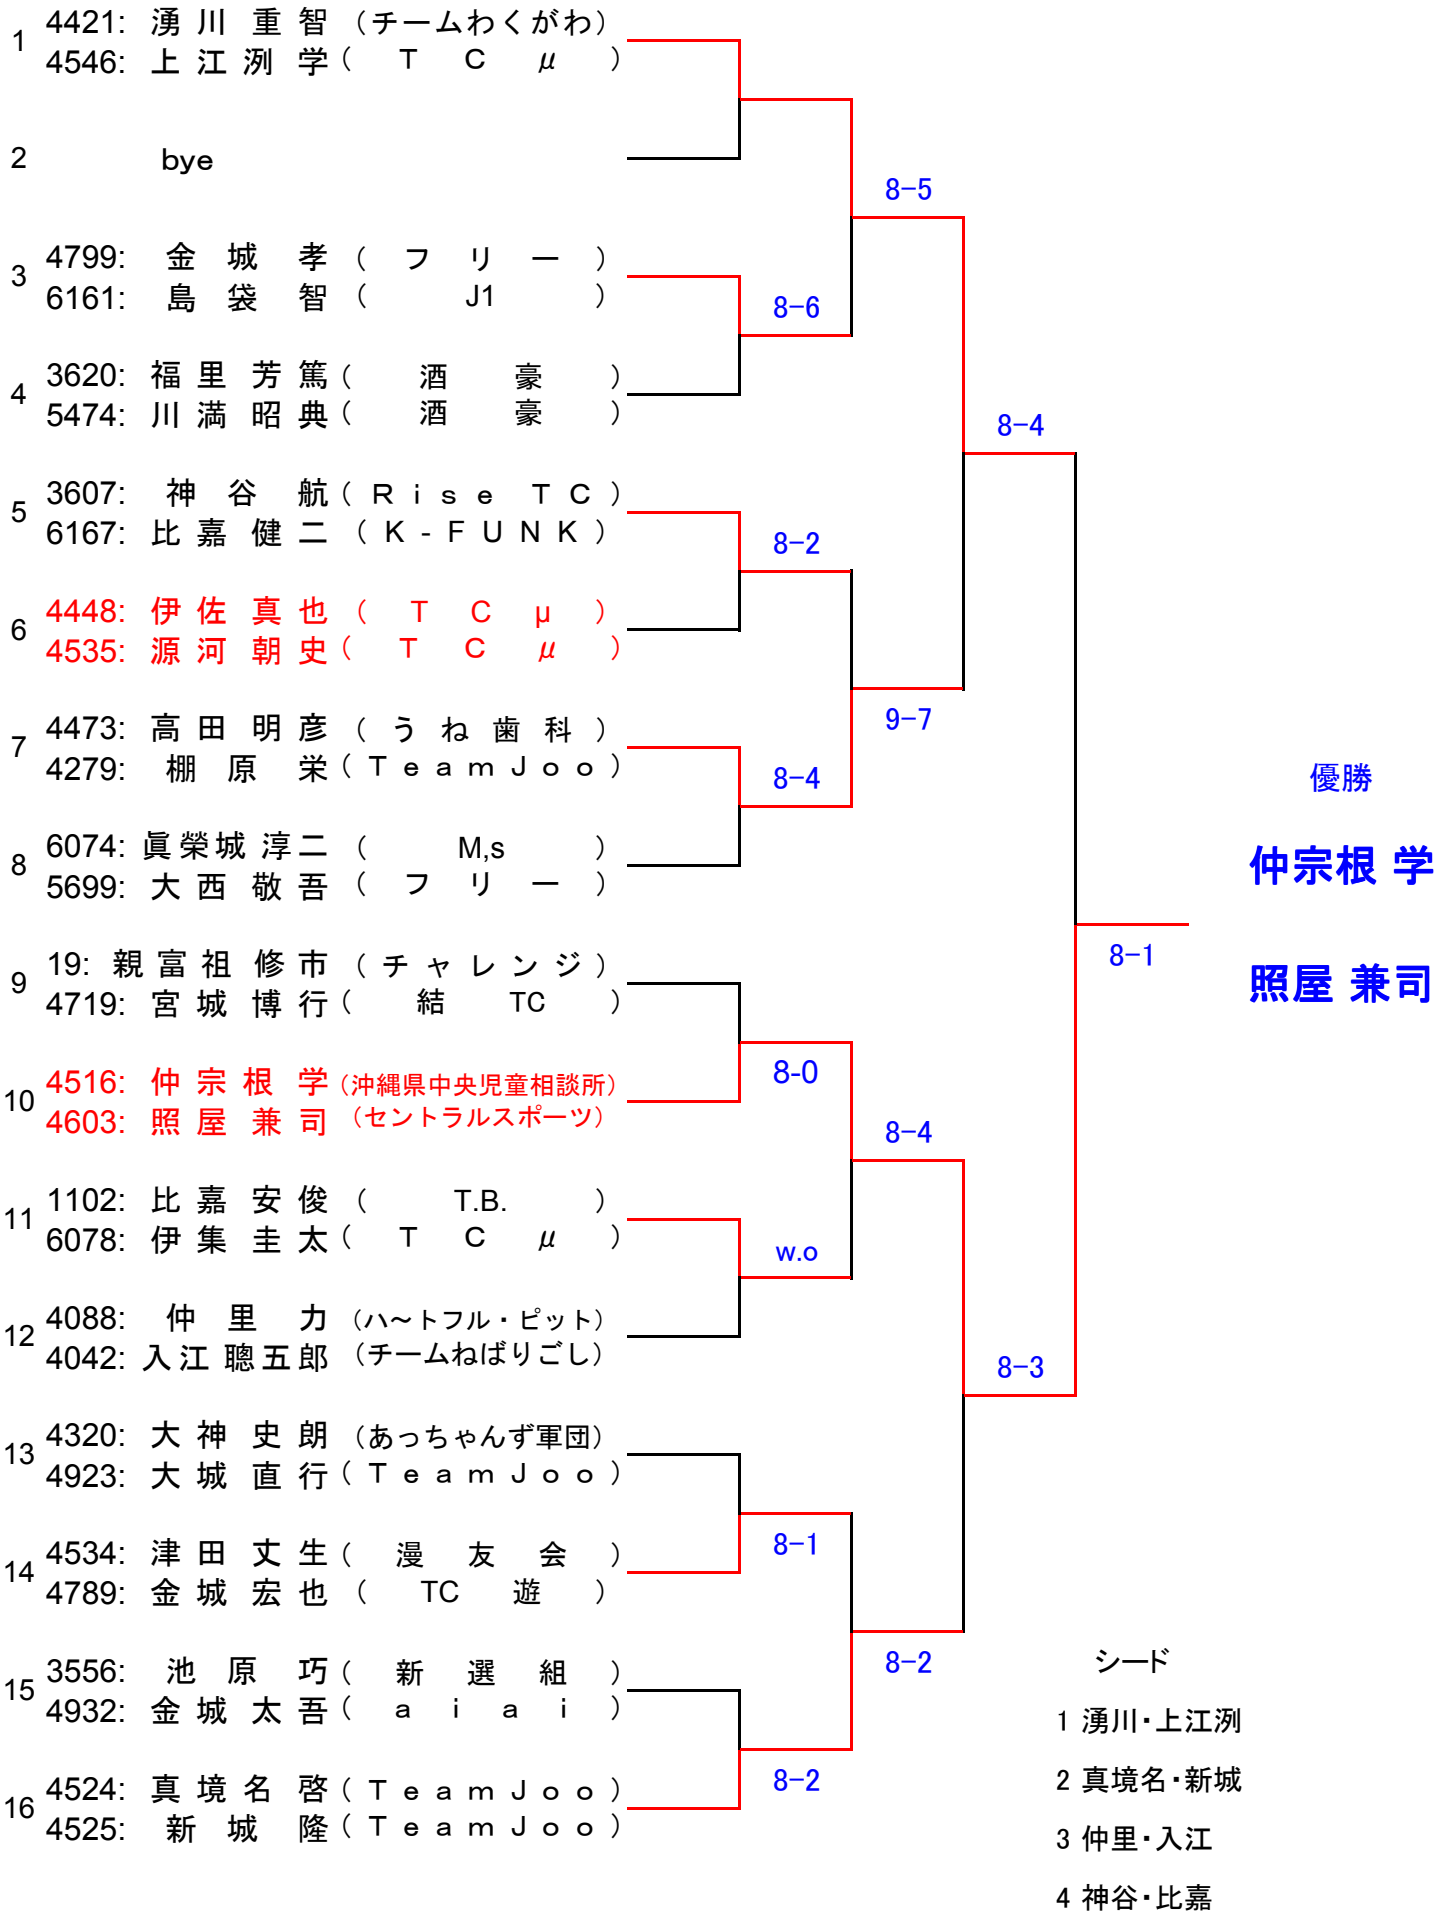 1 4421: 湧川 重智 (チームわくがわ)
4546: 上江洌 学 ( TCμ )
2 bye
8-5
3 4799: 金城 孝 ( フリー )
6161: 島袋 智 ( J1 )
8-6
4 3620: 福里 芳篤 ( 酒豪 )
5474: 川満 昭典 ( 酒豪 )
8-4
5 3607: 神谷 航 ( Rise TC )
6167: 比嘉 健二 ( K-FUNK )
8-2
6 4448: 伊佐 真也 ( TCμ )
4535: 源河 朝史 ( TCμ )
9-7
7 4473: 高田 明彦 ( うね歯科 )
4279: 棚原 栄 ( TeamJoo )
8-4
優勝
8 6074: 眞榮城 淳二 ( M,s )
5699: 大西 敬吾 ( フリー )
仲宗根 学
8-1
9 19: 親富祖 修市 ( チャレンジ )
4719: 宮城 博行 ( 結 TC )
照屋 兼司
8-0
10 4516: 仲宗根 学 (沖縄県中央児童相談所)
4603: 照屋 兼司 (セントラルスポーツ)
8-4
11 1102: 比嘉 安俊 ( T.B. )
6078: 伊集 圭太 ( TCμ )
w.o
12 4088: 仲里 力 (ハ～トフル・ピット)
4042: 入江 聰五郎 (チームねばりごし)
8-3
13 4320: 大神 史朗 (あっちゃんず軍団)
4923: 大城 直行 ( TeamJoo )
8-1
14 4534: 津田 丈生 ( 漫友会 )
4789: 金城 宏也 ( TC 遊 )
8-2
シード
15 3556: 池原 巧 ( 新選組 )
4932: 金城 太吾 ( aiai )
1 湧川・上江洌
8-2
2 真境名・新城
16 4524: 真境名 啓 ( TeamJoo )
4525: 新城 隆 ( TeamJoo )
3 仲里・入江
4 神谷・比嘉